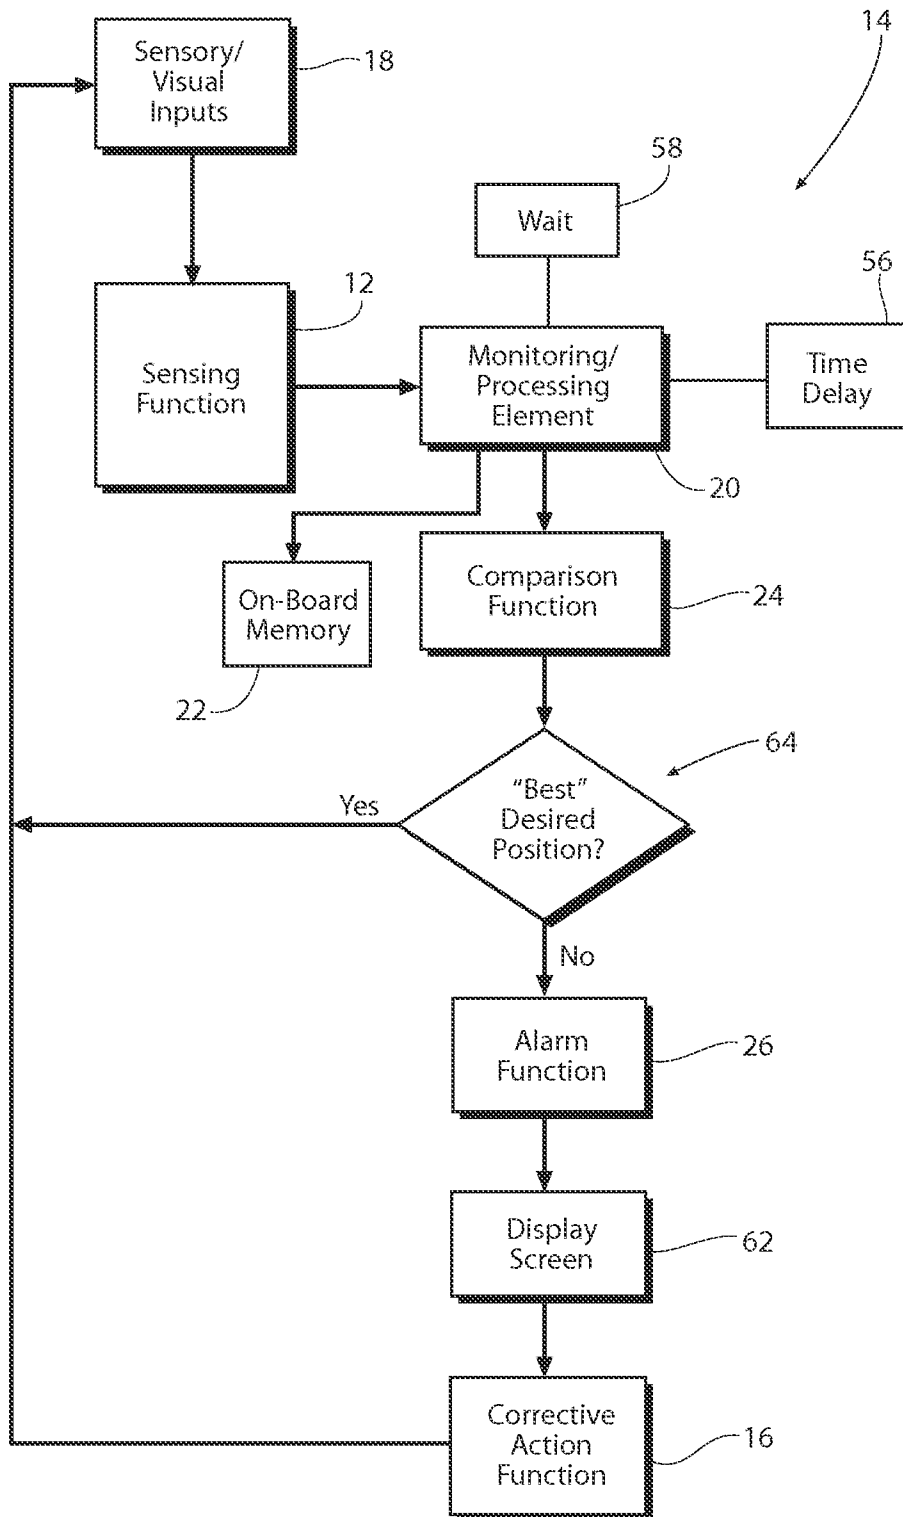 14
Sensory/
Visual
Inputs
18
58
Wait
56
12
Sensing
Function
Monitoring/
Processing
Element
Time
Delay
20
On-Board
Memory
22
Comparison
Function
24
64
"Best"
Desired
Position?
Yes
No
Alarm
Function
26
Display
Screen
62
Corrective
Action
Function
16